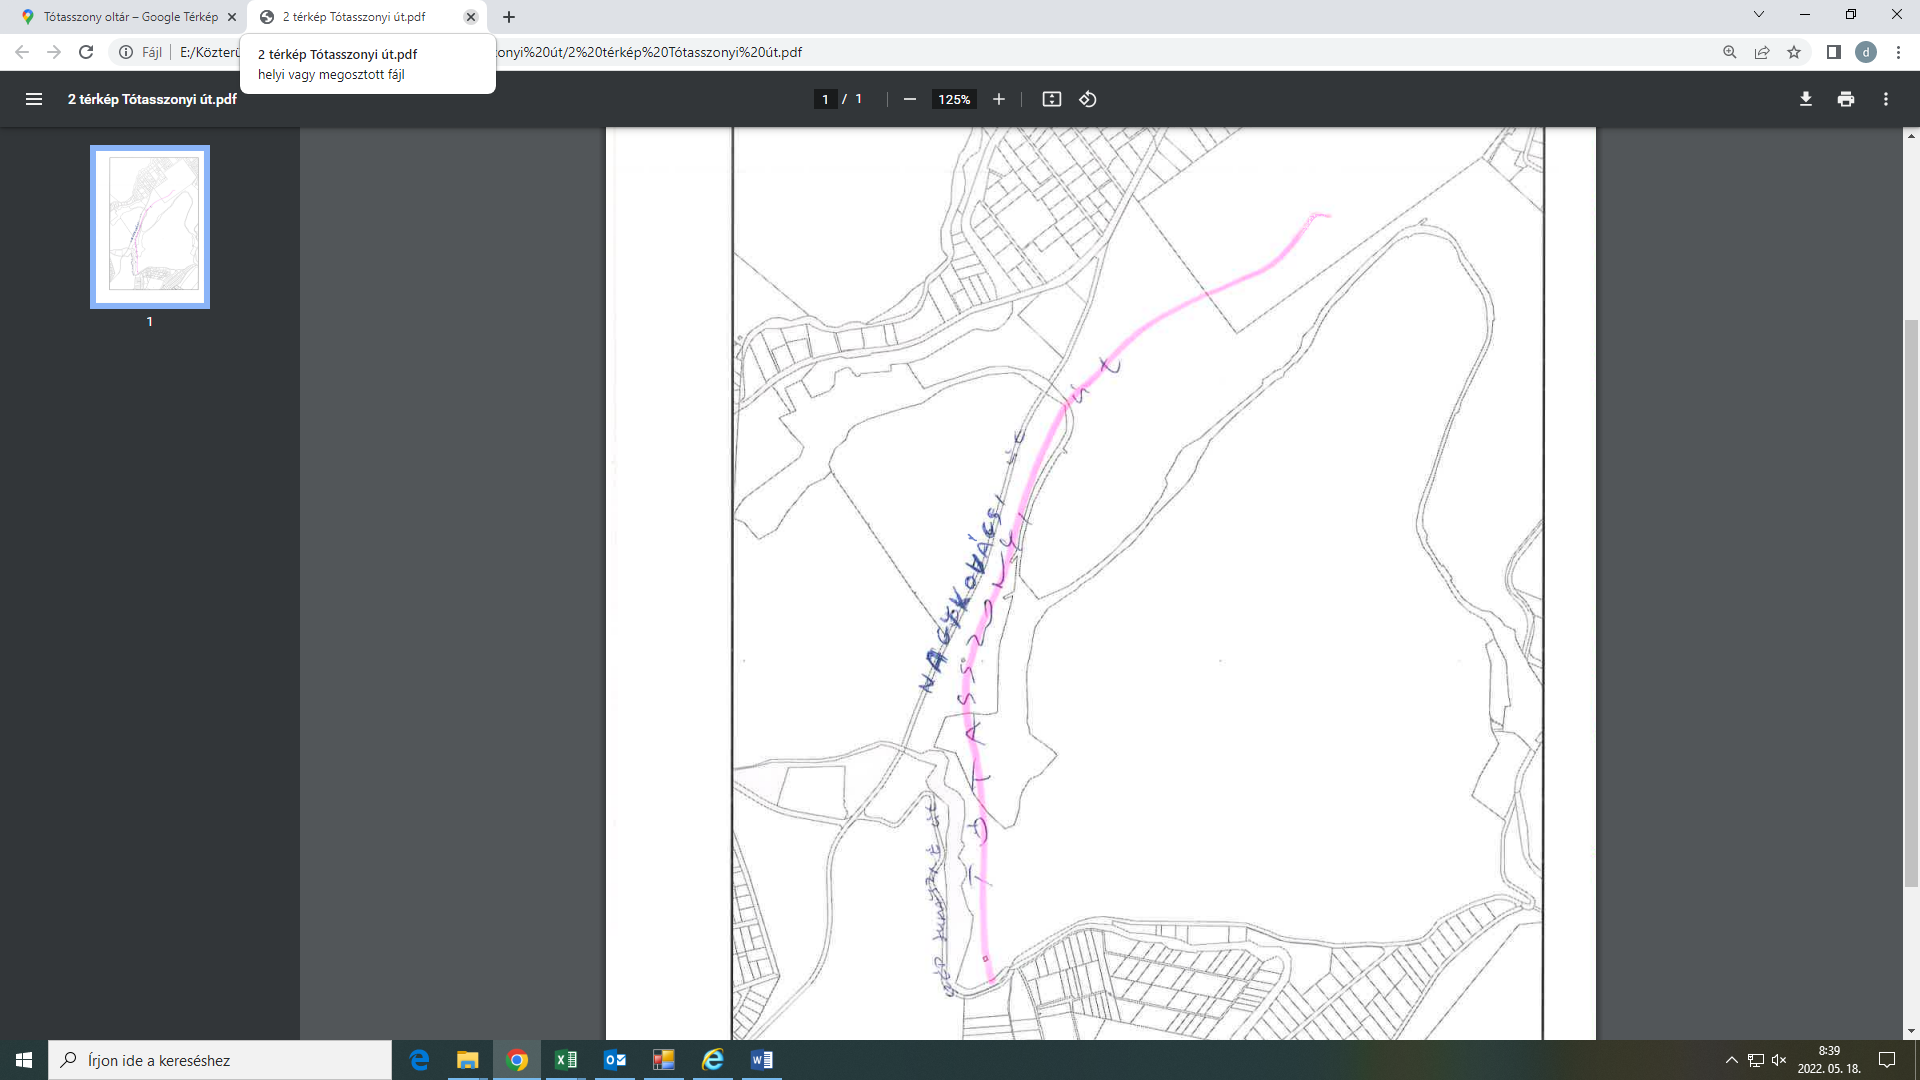 Tótasszony oltár – Google Térkép
2 térkép Tótasszonyi út.pdf
Fájl
E:/Közterü
onyi%20út/2%20térkép%20Tótasszonyi%20út.pdf
d
2 térkép Tótasszonyi út.pdf
helyi vagy megosztott fájl
2 térkép Tótasszonyi út.pdf
1 / 1
125%
1
NAGYKOVÁCSI út
TÓTASSZONYI út
Írjon ide a kereséshez
8:39
2022. 05. 18.